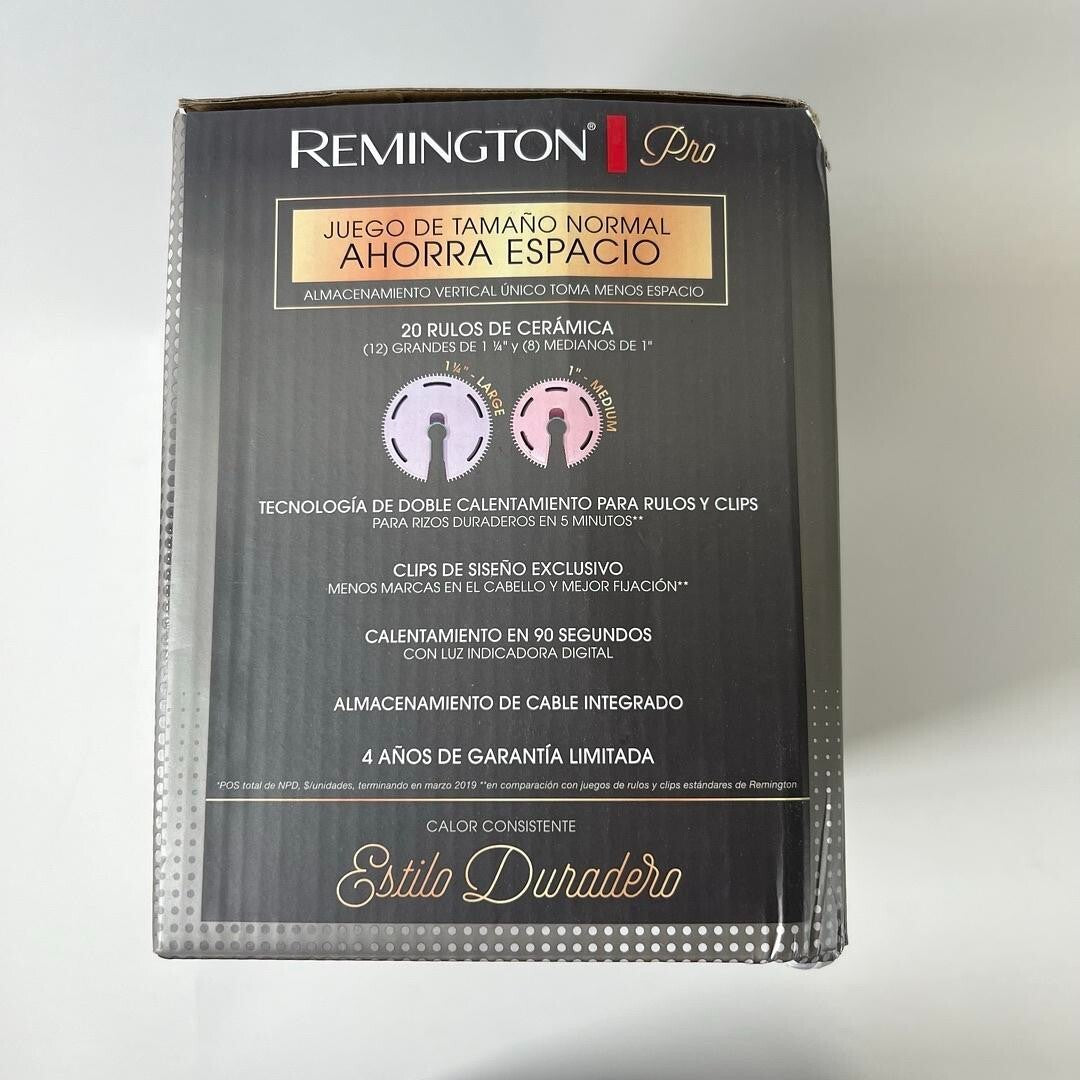 REMINGTON® Pro
JUEGO DE TAMAÑO NORMAL
AHORRA ESPACIO
ALMACENAMIENTO VERTICAL ÚNICO TOMA MENOS ESPACIO
20 RULOS DE CERÁMICA
(12) GRANDES DE 1 ¼" y (8) MEDIANOS DE 1"
1¼" - LARGE
1" - MEDIUM
TECNOLOGÍA DE DOBLE CALENTAMIENTO PARA RULOS Y CLIPS
PARA RIZOS DURADEROS EN 5 MINUTOS**
CLIPS DE SISEÑO EXCLUSIVO
MENOS MARCAS EN EL CABELLO Y MEJOR FIJACIÓN**
CALENTAMIENTO EN 90 SEGUNDOS
CON LUZ INDICADORA DIGITAL
ALMACENAMIENTO DE CABLE INTEGRADO
4 AÑOS DE GARANTÍA LIMITADA
*POS total de NPD, $/unidades, terminando en marzo 2019 **en comparación con juegos de rulos y clips estándares de Remington
CALOR CONSISTENTE
Estilo Duradero